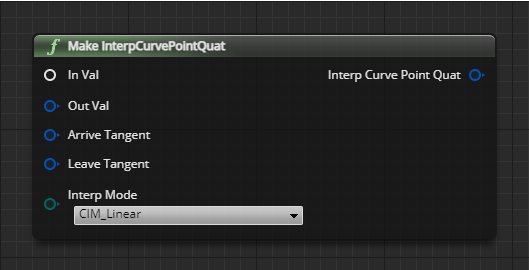 Make InterpCurvePointQuat
In Val
Interp Curve Point Quat
Out Val
Arrive Tangent
Leave Tangent
Interp Mode
CIM_Linear